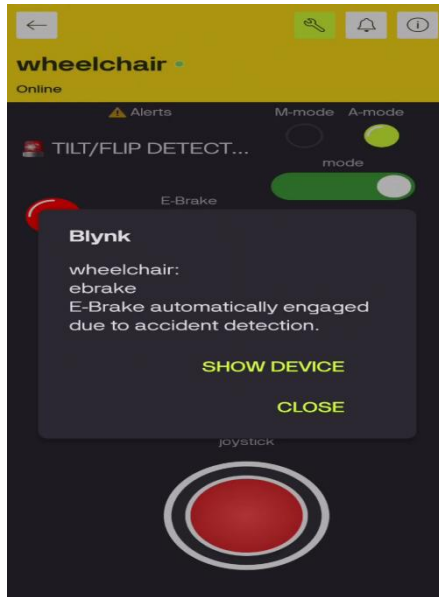 wheelchair
Online
Alerts
M-mode A-mode
TILT/FLIP DETECT...
mode
E-Brake
Blynk
wheelchair:
ebrake
E-Brake automatically engaged
due to accident detection.
SHOW DEVICE
CLOSE
joystick